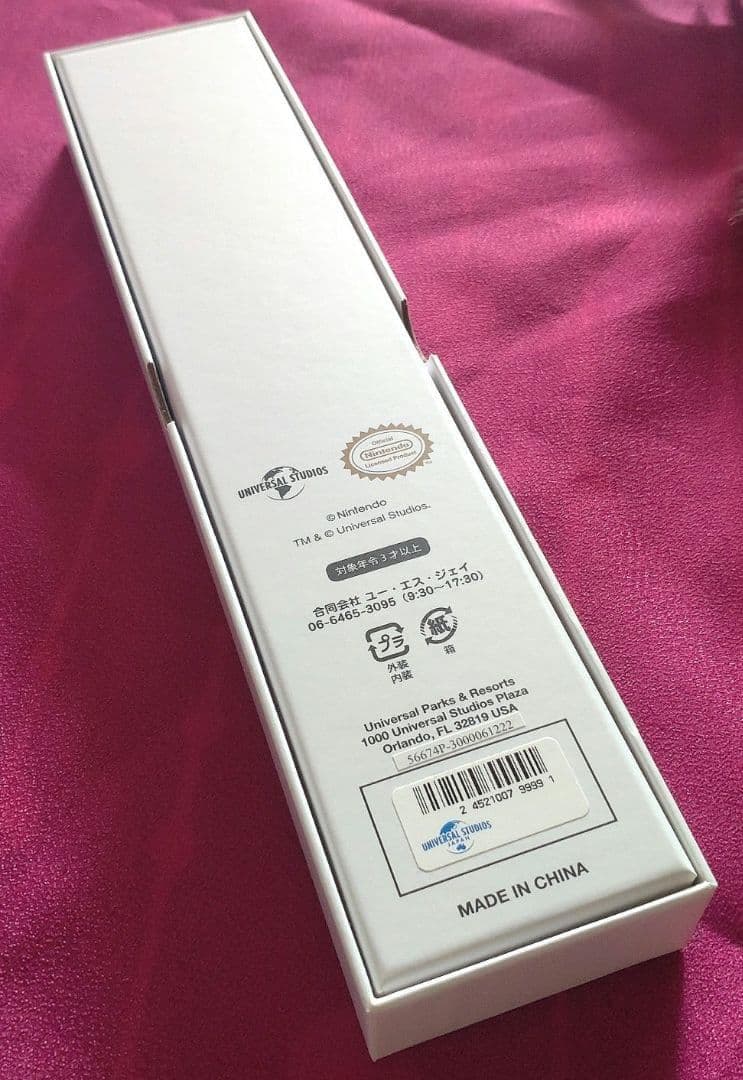 UNIVERSAL STUDIOS
Official
Nintendo
Licensed Product
TM
© Nintendo
TM & © Universal Studios.
対象年令3才以上
合同会社 ユー・エス・ジェイ
06-6465-3095 (9:30～17:30)
プラ
外装
内装
紙
箱
Universal Parks & Resorts
1000 Universal Studios Plaza
Orlando, FL 32819 USA
56674P-3000061222
2 4521007 9999 1
UNIVERSAL STUDIOS
JAPAN
MADE IN CHINA